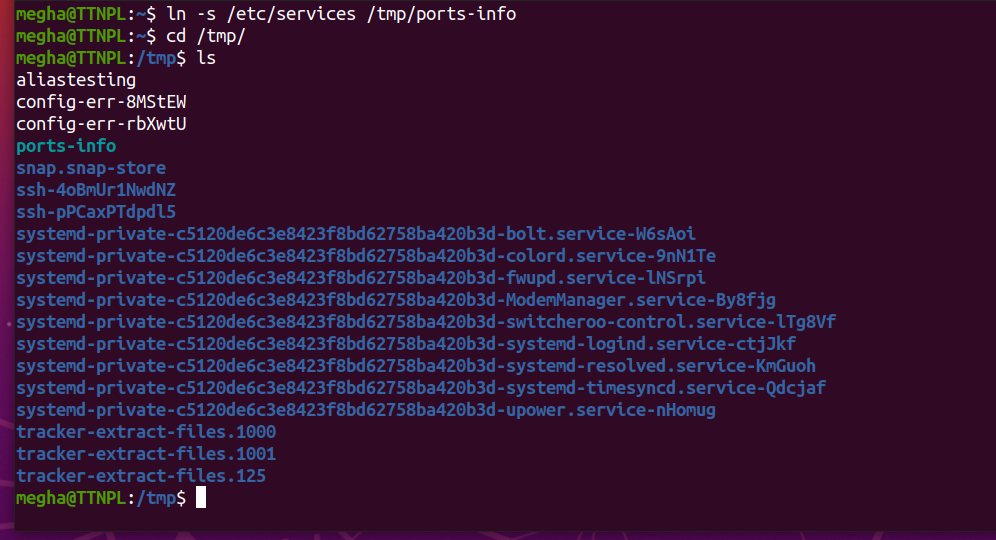 megha@TTNPL:~$ ln -s /etc/services /tmp/ports-info
megha@TTNPL:~$ cd /tmp/
megha@TTNPL:/tmp$ ls
aliastesting
config-err-8MStEW
config-err-rbXwtU
ports-info
snap.snap-store
ssh-4oBmUr1NwdNZ
ssh-pPCaxPTdpdl5
systemd-private-c5120de6c3e8423f8bd62758ba420b3d-bolt.service-W6sAoi
systemd-private-c5120de6c3e8423f8bd62758ba420b3d-colord.service-9nN1Te
systemd-private-c5120de6c3e8423f8bd62758ba420b3d-fwupd.service-lNSrpi
systemd-private-c5120de6c3e8423f8bd62758ba420b3d-ModemManager.service-By8fjg
systemd-private-c5120de6c3e8423f8bd62758ba420b3d-switcheroo-control.service-lTg8Vf
systemd-private-c5120de6c3e8423f8bd62758ba420b3d-systemd-logind.service-ctjJkf
systemd-private-c5120de6c3e8423f8bd62758ba420b3d-systemd-resolved.service-KmGuoh
systemd-private-c5120de6c3e8423f8bd62758ba420b3d-systemd-timesyncd.service-Qdcjaf
systemd-private-c5120de6c3e8423f8bd62758ba420b3d-upower.service-nHomug
tracker-extract-files.1000
tracker-extract-files.1001
tracker-extract-files.125
megha@TTNPL:/tmp$